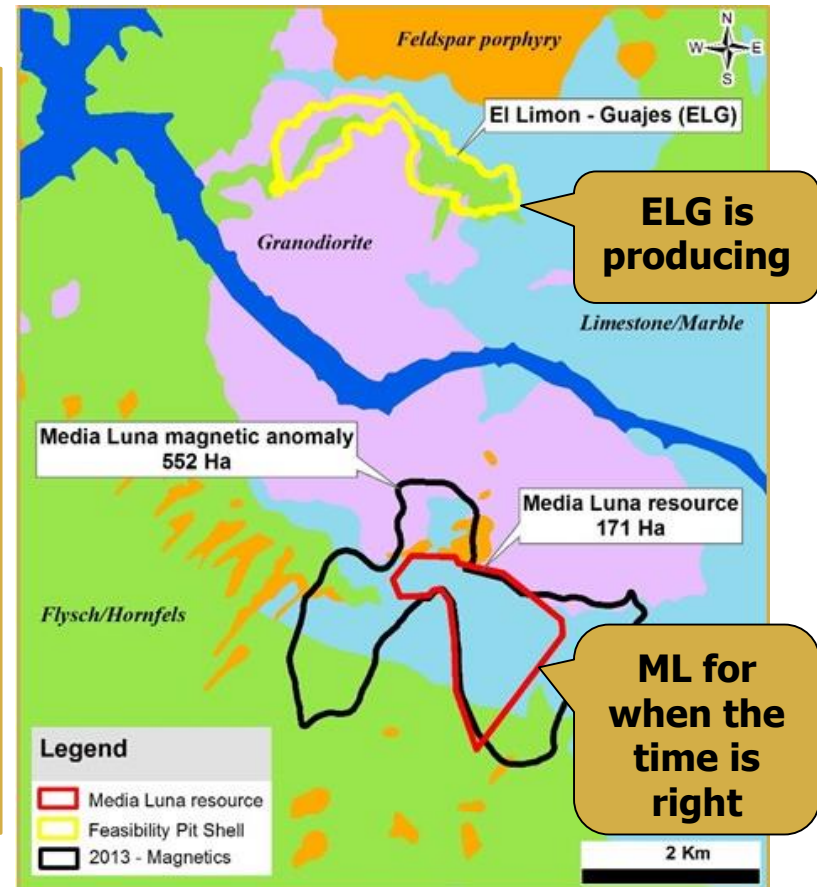 N
W E
S
Feldspar porphyry
El Limon - Guajes (ELG)
ELG is
producing
Granodiorite
Limestone/Marble
Media Luna magnetic anomaly
552 Ha
Media Luna resource
171 Ha
Flysch/Hornfels
ML for
when the
time is
right
Legend
Media Luna resource
Feasibility Pit Shell
2013 - Magnetics
2 Km